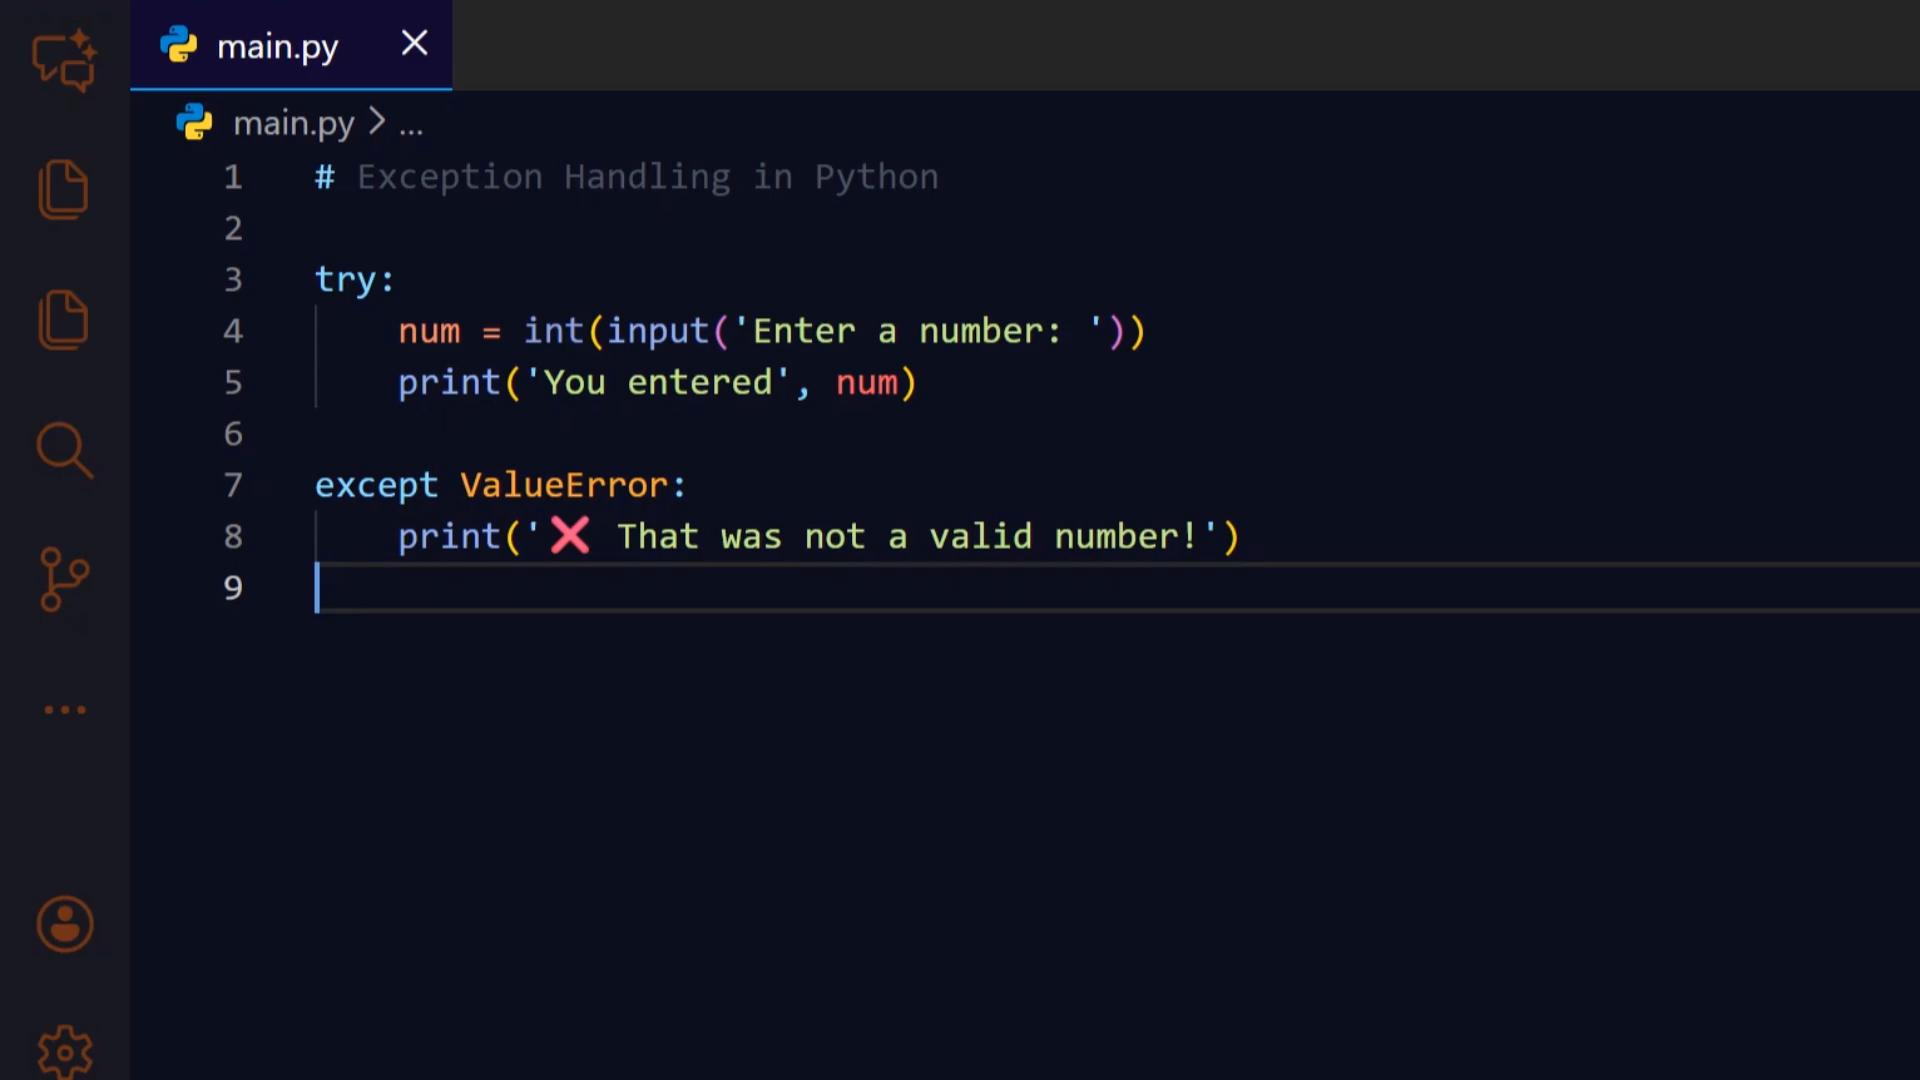 main.py
main.py > ...
1 # Exception Handling in Python
2
3 try:
4     num = int(input('Enter a number: '))
5     print('You entered', num)
6
7 except ValueError:
8     print('❌ That was not a valid number!')
9